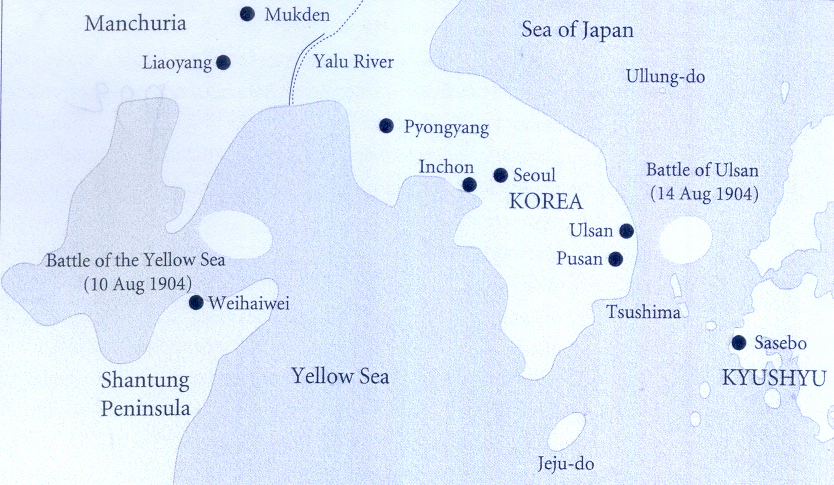 Manchuria
Mukden
Sea of Japan
Liaoyang
Yalu River
Ullung-do
Pyongyang
Inchon
Seoul
Battle of Ulsan
(14 Aug 1904)
KOREA
Ulsan
Battle of the Yellow Sea
(10 Aug 1904)
Pusan
Weihaiwei
Tsushima
Sasebo
Shantung
Peninsula
Yellow Sea
KYUSHYU
Jeju-do